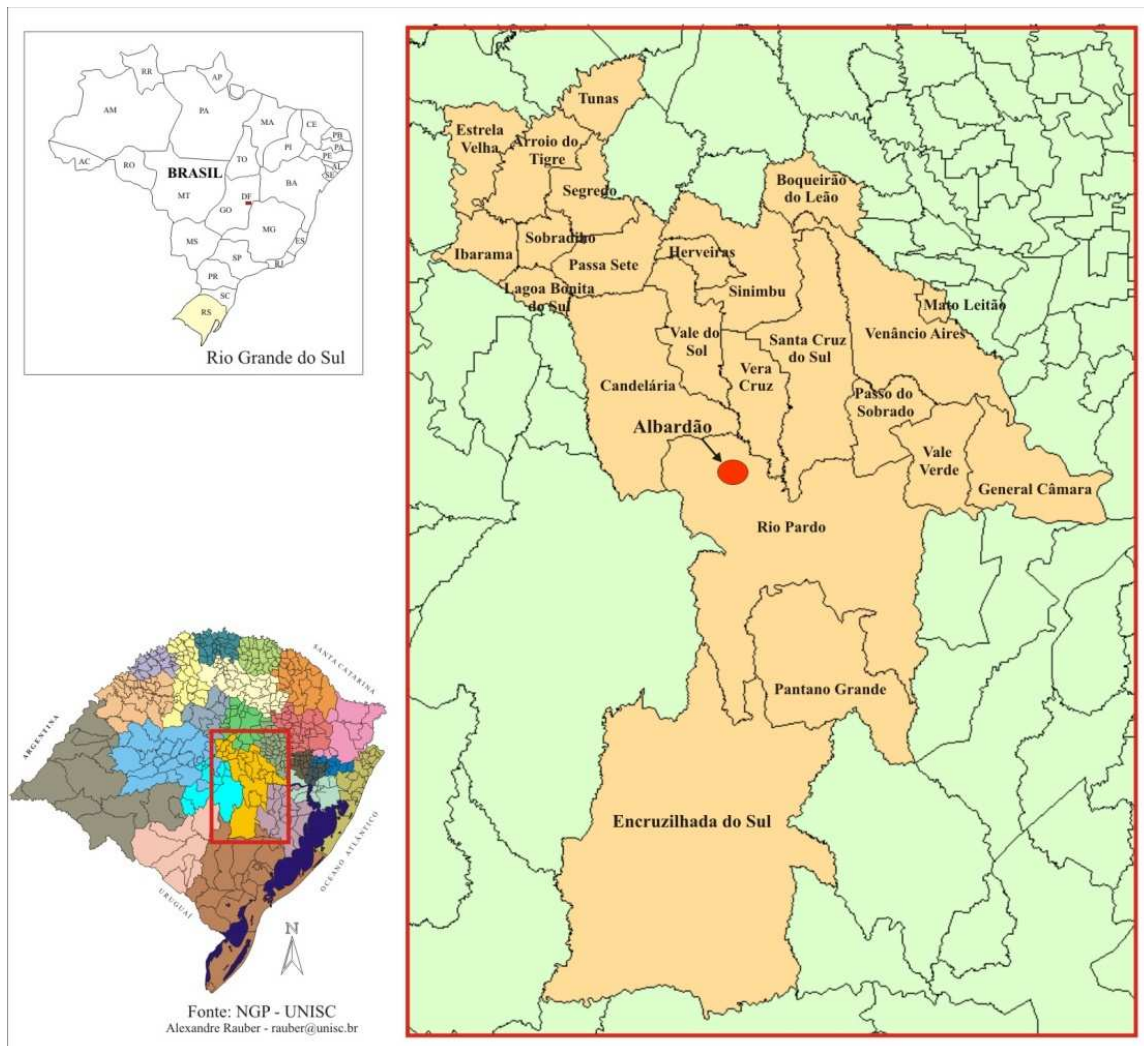 RR
AP
AM
PA
MA
CE
PB
PA
PI
PE
AL
SE
AC
RO
TO
BRASIL
BA
MT
DF
GO
MG
MS
ES
SP
RJ
PR
SC
RS
Rio Grande do Sul
SANTA CATARINA
ARGENTINA
OCEANO ATLÂNTICO
URUGUAÍ
N
Fonte: NGP - UNISC
Alexandre Rauber - rauber@unisc.br
Tunas
Estrela
Velha
Arroio do
Tigre
Segredo
Boqueirão
do Leão
Sobradinho
Ibarama
Passa Sete
Herveiras
Lagoa Bonita
do Sul
Sinimbu
Mato Leitão
Vale do
Sol
Santa Cruz
do Sul
Venâncio Aires
Vera
Cruz
Candelária
Passo do
Sobrado
Albardão
Vale
Verde
General Câmara
Rio Pardo
Pantano Grande
Encruzilhada do Sul